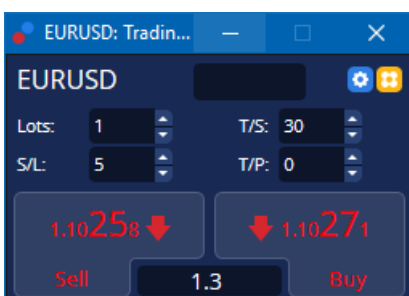 EURUSD: Tradin...
EURUSD
Lots: 1 T/S: 30
S/L: 5 T/P: 0
1.10258 1.10271
Sell 1.3 Buy